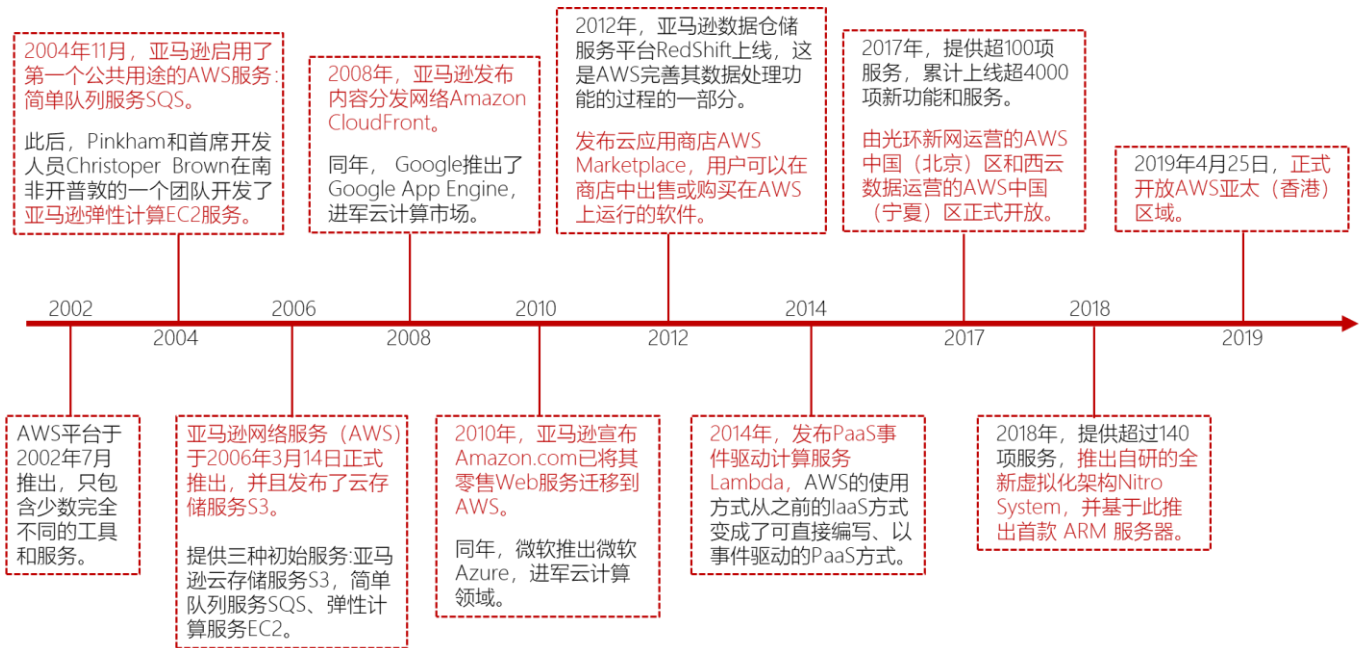 2004年11月，亚马逊启用了
第一个公共用途的AWS服务：
简单队列服务SQS。
此后，Pinkham和首席开发
人员Christoper Brown在南
非开普敦的一个团队开发了
亚马逊弹性计算EC2服务。
2008年，亚马逊发布
内容分发网络Amazon
CloudFront。
同年， Google推出了
Google App Engine，
进军云计算市场。
2012年，亚马逊数据仓储
服务平台RedShift上线，这
是AWS完善其数据处理功
能的过程的一部分。
发布云应用商店AWS
Marketplace，用户可以在
商店中出售或购买在AWS
上运行的软件。
2017年，提供超100项
服务，累计上线超4000
项新功能和服务。
由光环新网运营的AWS
中国（北京）区和西云
数据运营的AWS中国
（宁夏）区正式开放。
2019年4月25日，正式
开放AWS亚太（香港）
区域。
2002
2006
2010
2014
2018
2004
2008
2012
2017
2019
AWS平台于
2002年7月
推出，只包
含少数完全
不同的工具
和服务。
亚马逊网络服务（AWS）
于2006年3月14日正式
推出，并且发布了云存
储服务S3。
提供三种初始服务:亚马
逊云存储服务S3，简单
队列服务SQS、弹性计
算服务EC2。
2010年，亚马逊宣布
Amazon.com已将其
零售Web服务迁移到
AWS。
同年，微软推出微软
Azure，进军云计算
领域。
2014年，发布PaaS事
件驱动计算服务
Lambda，AWS的使用
方式从之前的IaaS方式
变成了可直接编写、以
事件驱动的PaaS方式。
2018年，提供超过140
项服务，推出自研的全
新虚拟化架构Nitro
System，并基于此推
出首款 ARM 服务器。